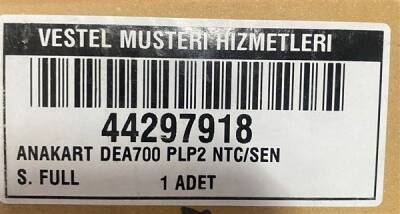 VESTEL MUSTERI HIZMETLERI
44297918
ANAKART DEA700 PLP2 NTC/SEN
S. FULL 1 ADET